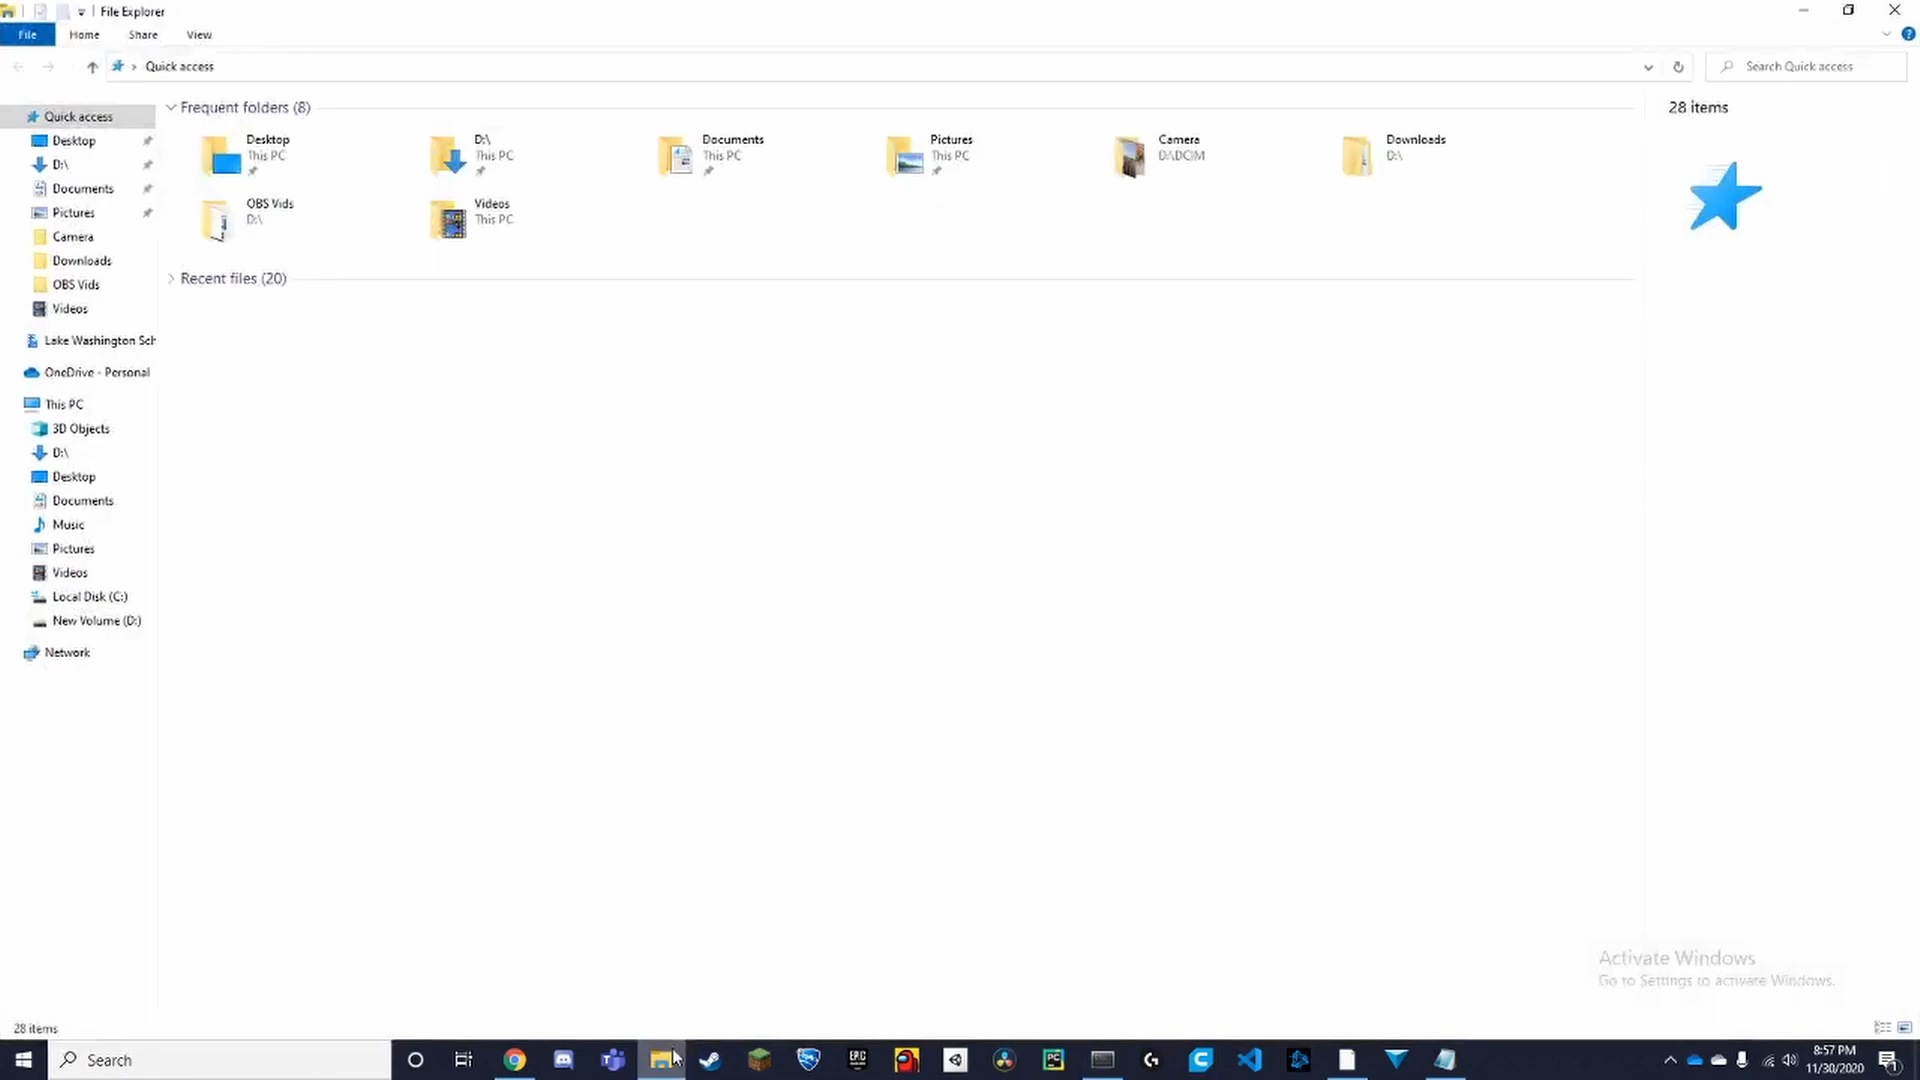 File Explorer
File Home Share View
Quick access
Search Quick access
Quick access
Desktop
D:\
Documents
Pictures
Camera
Downloads
OBS Vids
Videos
Lake Washington Sch
OneDrive - Personal
This PC
3D Objects
D:\
Desktop
Documents
Music
Pictures
Videos
Local Disk (C:)
New Volume (D:)
Network
Frequent folders (8)
Desktop
This PC
D:\
This PC
Documents
This PC
Pictures
This PC
Camera
D:\DCIM
Downloads
D:\
OBS Vids
D:\
Videos
This PC
Recent files (20)
28 items
Activate Windows
Go to Settings to activate Windows.
28 items
Search
EPIC
PC
8:57 PM
11/30/2020
1